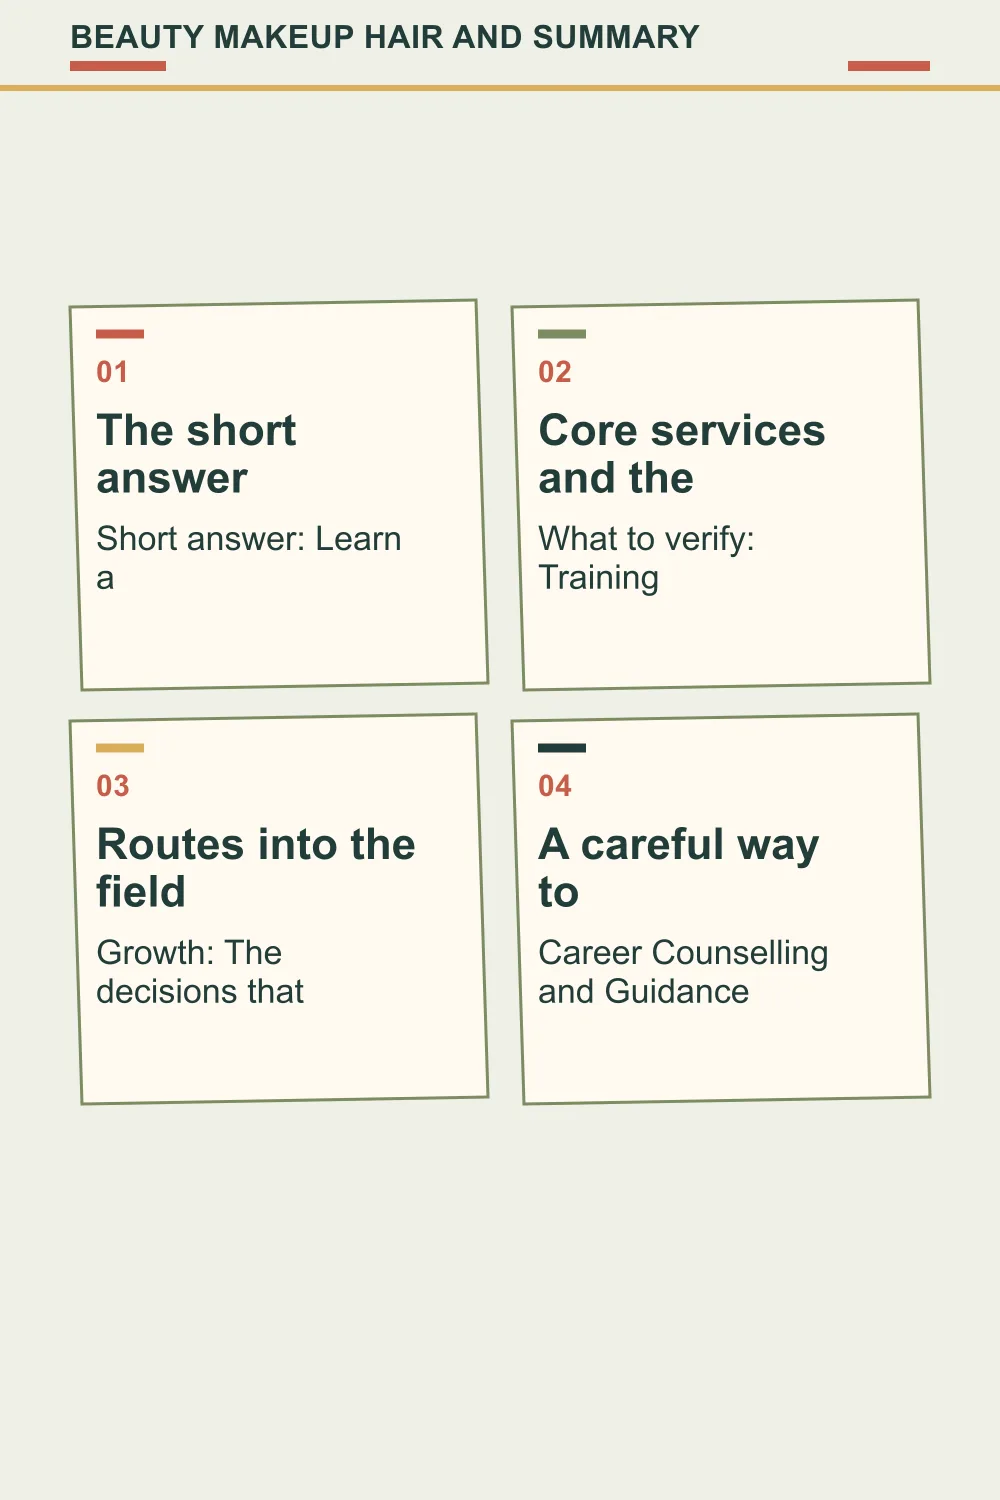 BEAUTY MAKEUP HAIR AND SUMMARY
01
The short
answer
Short answer: Learn
a
02
Core services
and the
What to verify:
Training
03
Routes into the
field
Growth: The
decisions that
04
A careful way
to
Career Counselling
and Guidance